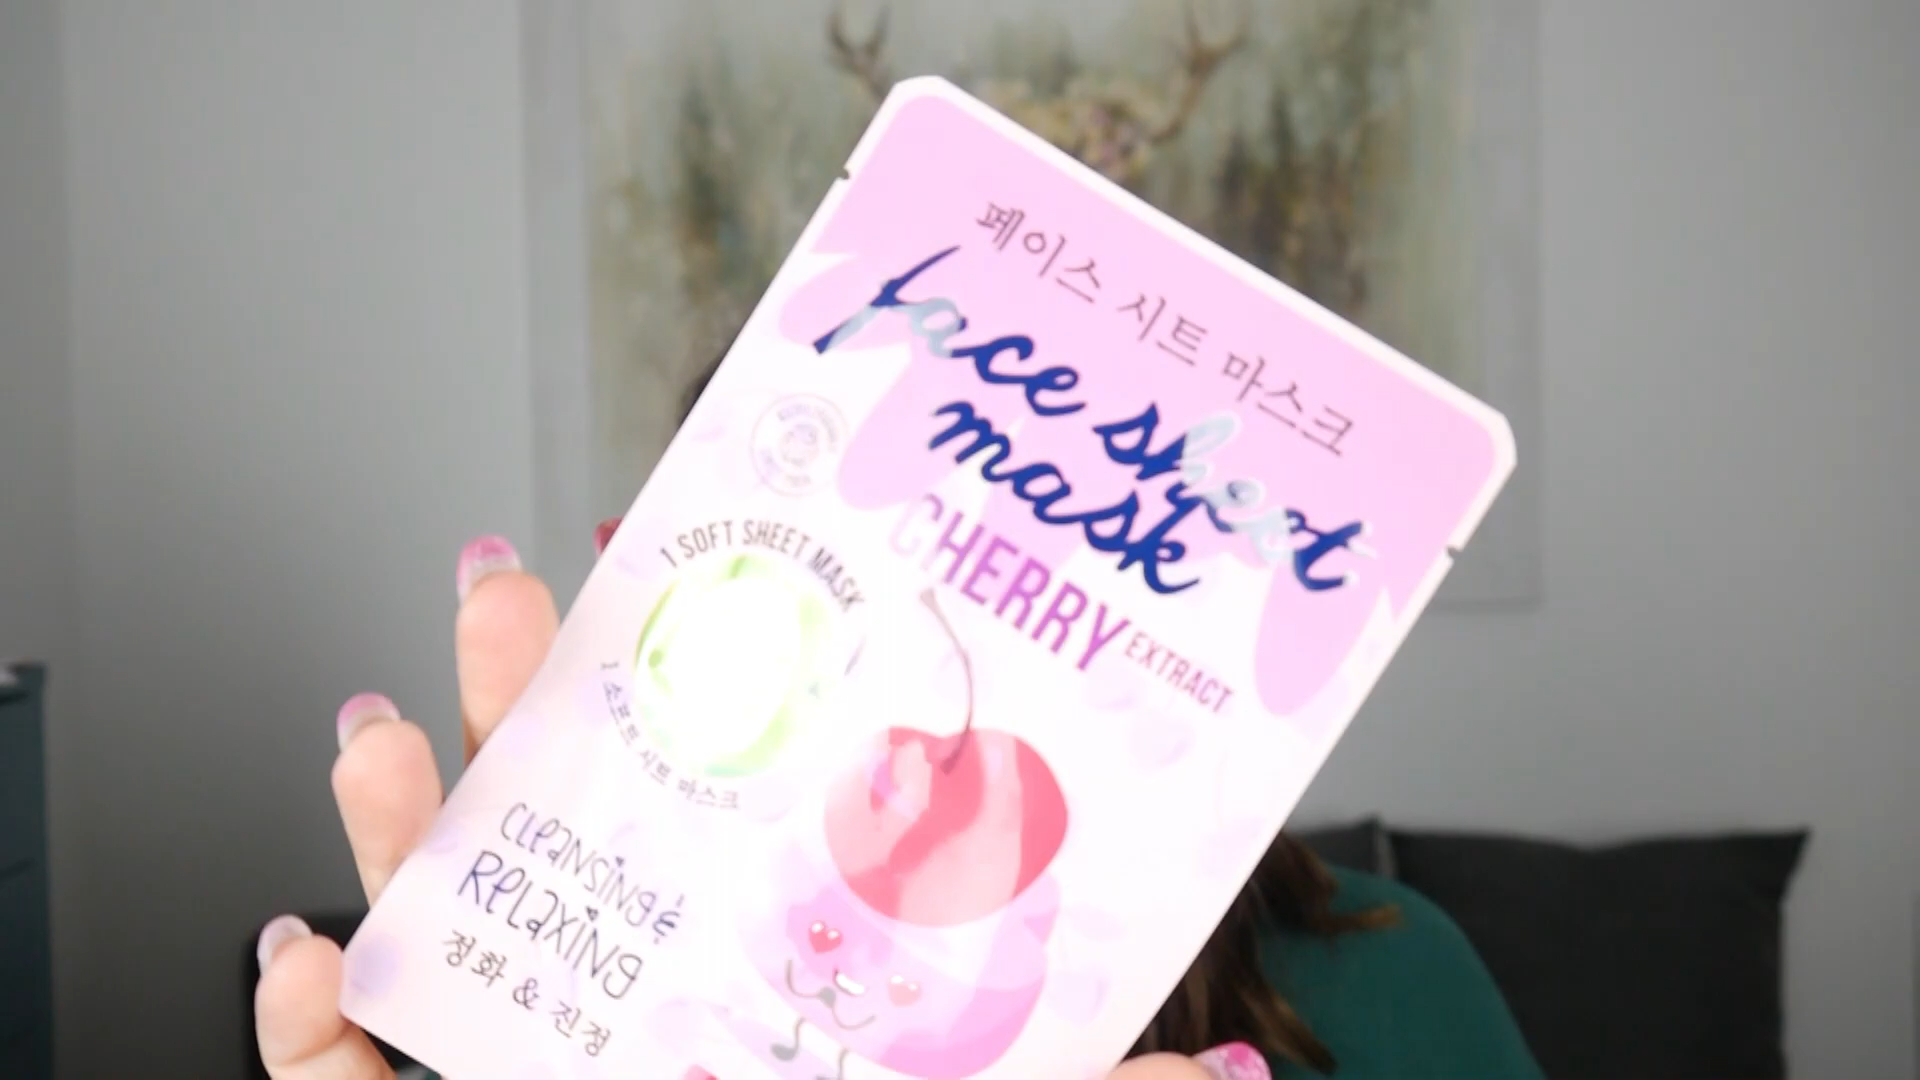 페이스 시트 마스크
face sheet
mask
CHERRY EXTRACT
1 SOFT SHEET MASK
1 소프트 시트 마스크
CLEANSING &
RELAXING
정화 & 진정